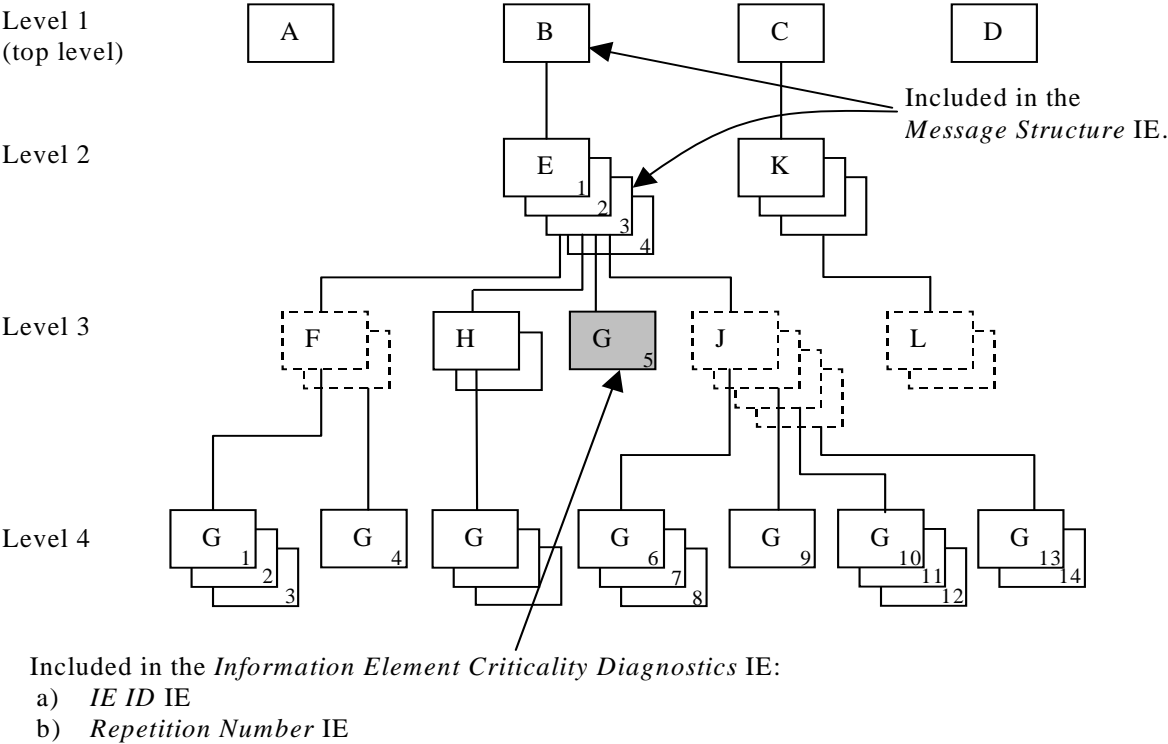 Level 1
(top level)
A
B
C
D
Included in the
Message Structure IE.
Level 2
E
1
2
3
4
K
Level 3
F
H
G
5
J
L
Level 4
G
1
2
3
G
4
G
G
6
7
8
G
9
G
10
11
12
G
13
14
Included in the Information Element Criticality Diagnostics IE:
a) IE ID IE
b) Repetition Number IE